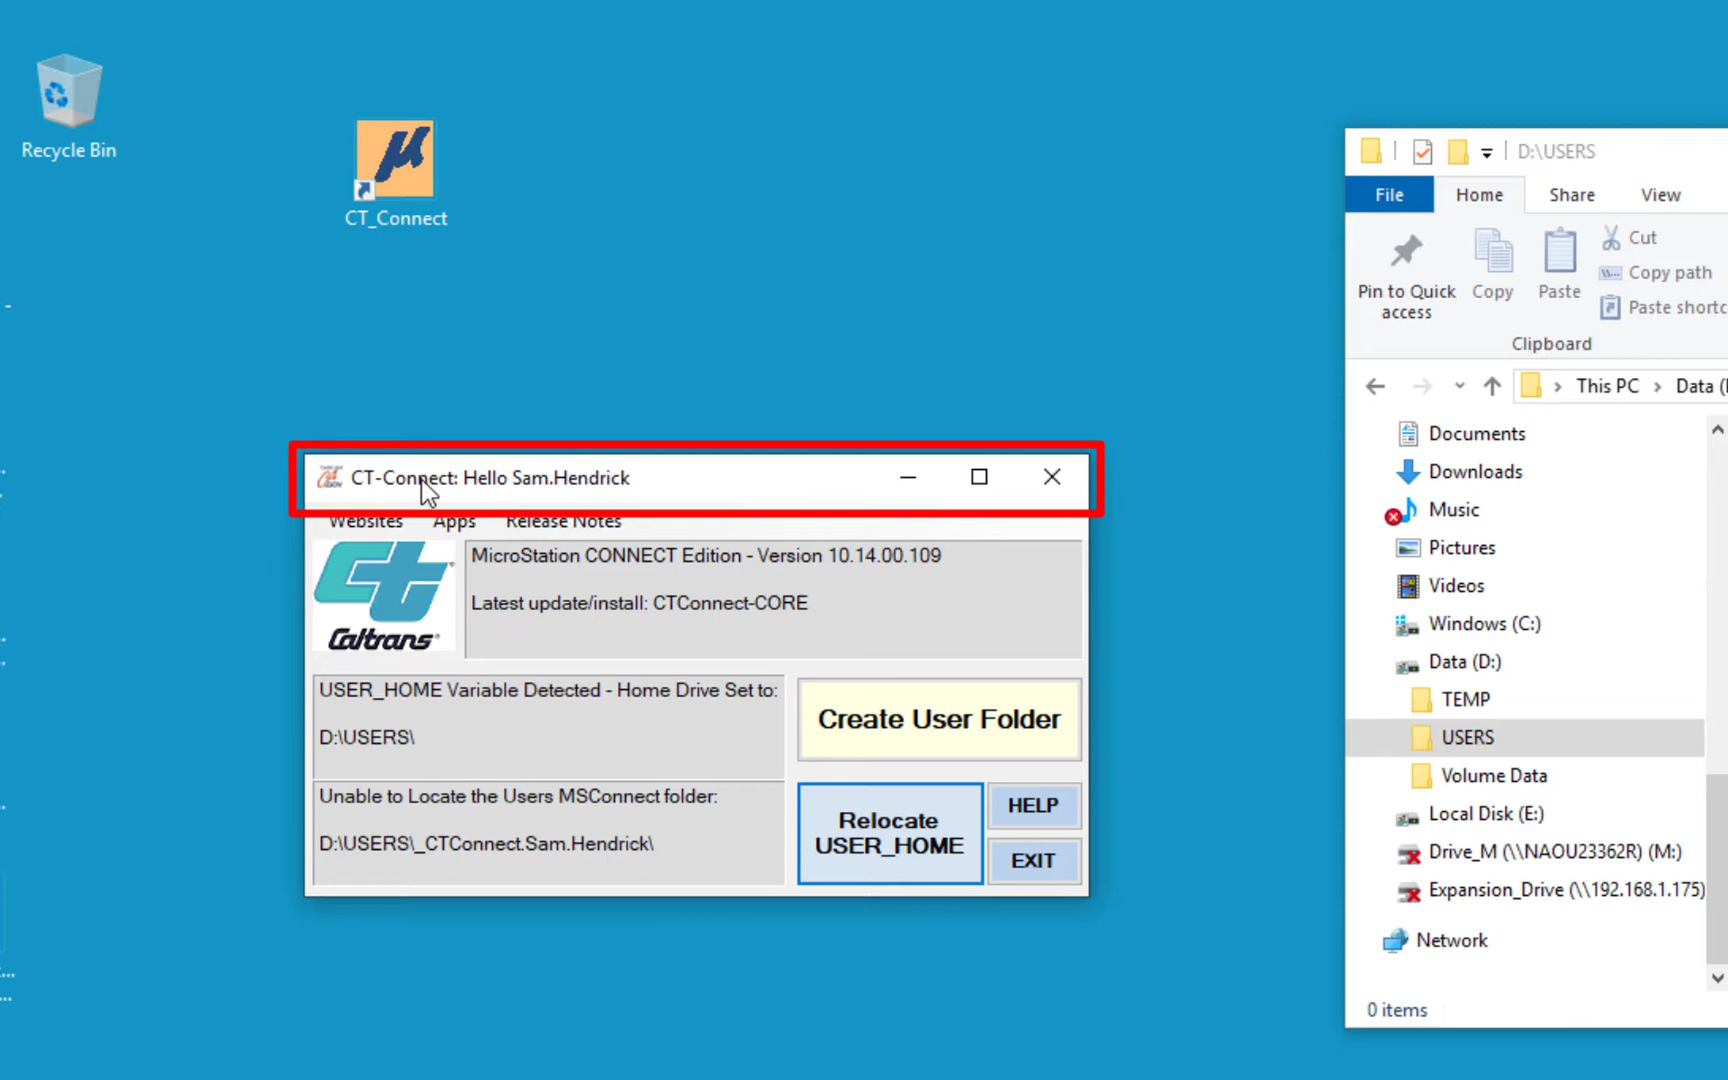 Recycle Bin
CT_Connect
CT-Connect: Hello Sam.Hendrick
Websites Apps Release Notes
Caltrans
MicroStation CONNECT Edition - Version 10.14.00.109
Latest update/install: CTConnect-CORE
USER_HOME Variable Detected - Home Drive Set to:
D:\USERS\
Create User Folder
Unable to Locate the Users MSConnect folder:
D:\USERS\_CTConnect.Sam.Hendrick\
Relocate
USER_HOME
HELP
EXIT
D:\USERS
File Home Share View
Pin to Quick
access
Copy
Paste
Cut
Copy path
Paste shortc
Clipboard
This PC > Data (
Documents
Downloads
Music
Pictures
Videos
Windows (C:)
Data (D:)
TEMP
USERS
Volume Data
Local Disk (E:)
Drive_M (\\NAOU23362R) (M:)
Expansion_Drive (\\192.168.1.175)
Network
0 items